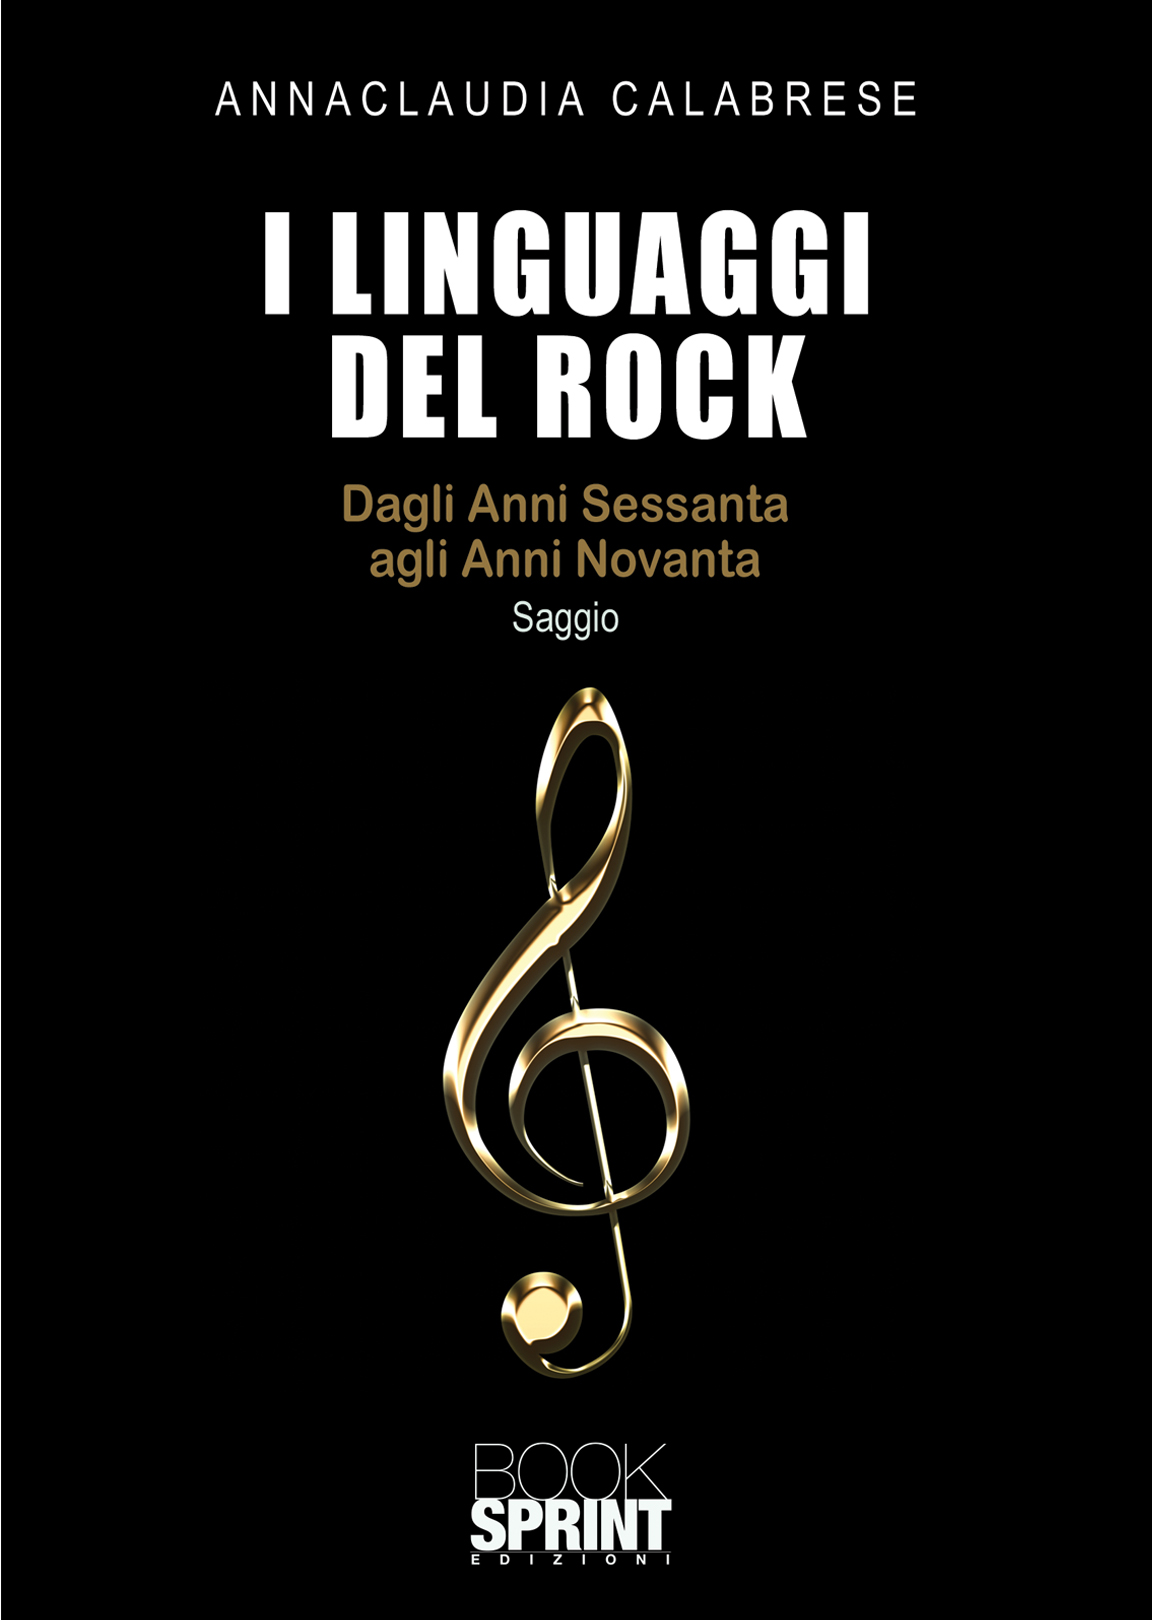 ANNACLAUDIA CALABRESE
I LINGUAGGI
DEL ROCK
Dagli Anni Sessanta
agli Anni Novanta
Saggio
BOOK
SPRINT
EDIZIONI